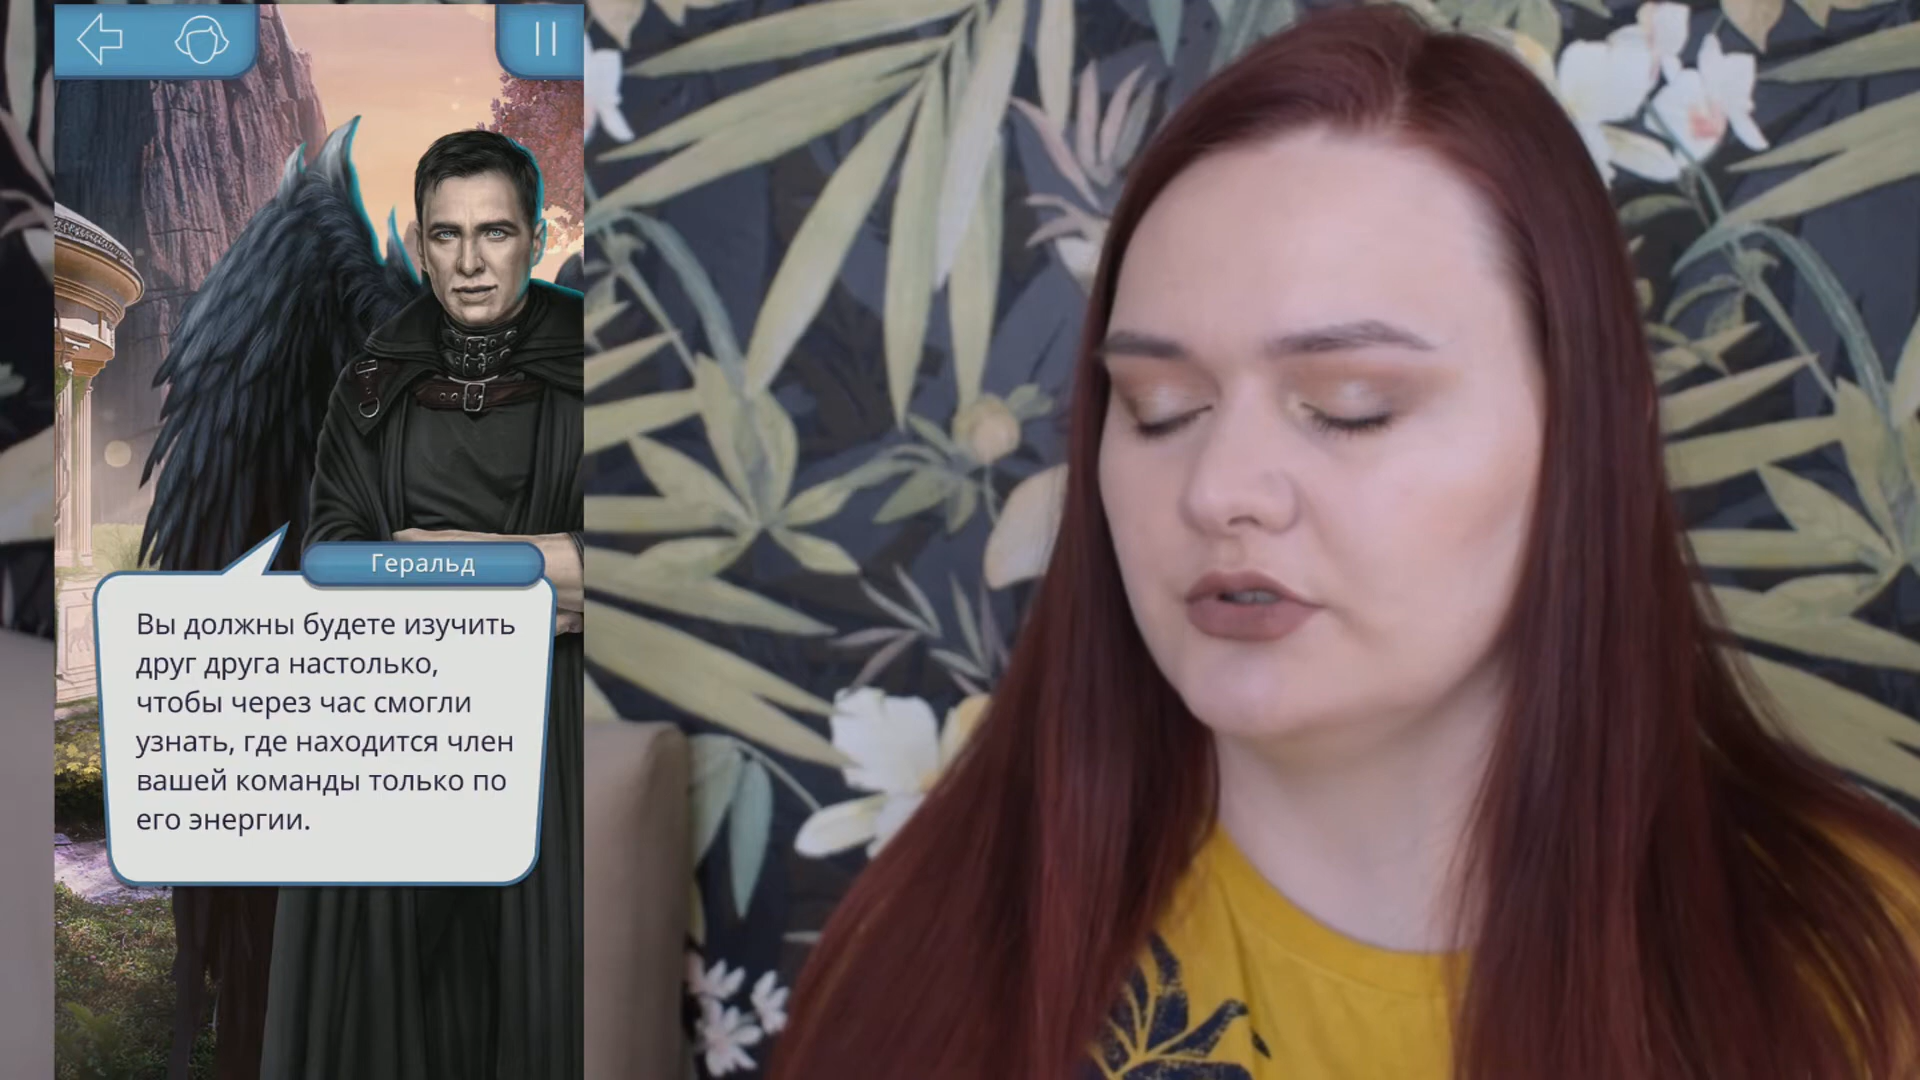 Геральд
Вы должны будете изучить
друг друга настолько,
чтобы через час смогли
узнать, где находится член
вашей команды только по
его энергии.